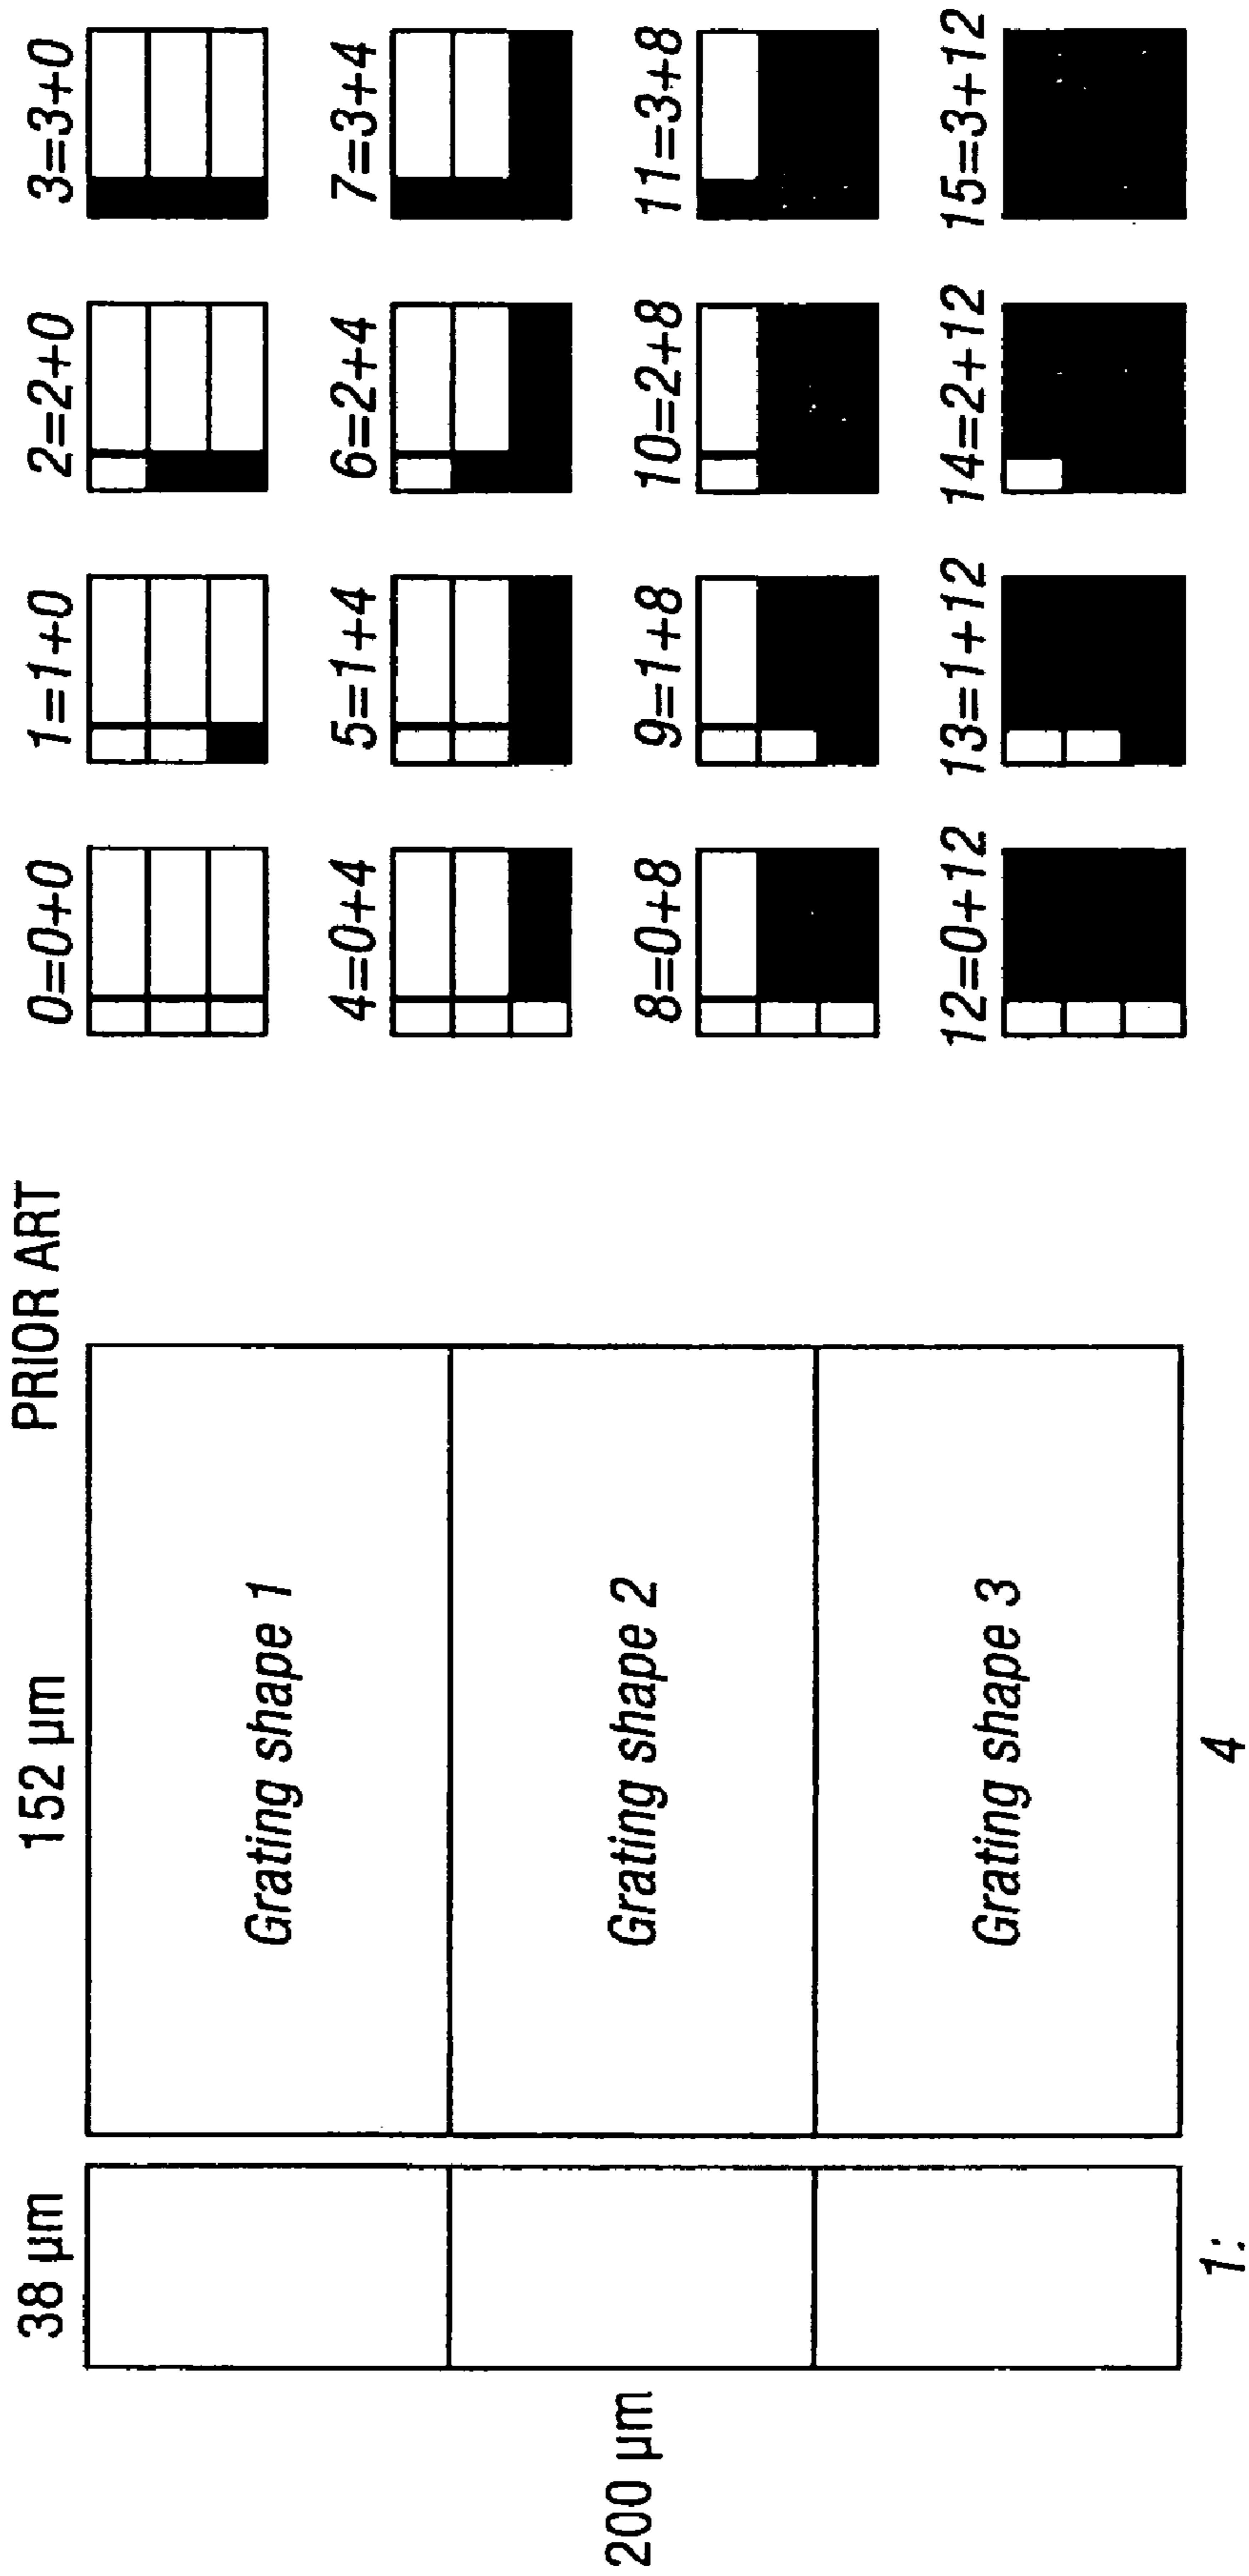 PRIOR ART
38 µm
152 µm
200 µm
Grating shape 1
Grating shape 2
Grating shape 3
1:
4
0=0+0
1=1+0
2=2+0
3=3+0
4=0+4
5=1+4
6=2+4
7=3+4
8=0+8
9=1+8
10=2+8
11=3+8
12=0+12
13=1+12
14=2+12
15=3+12